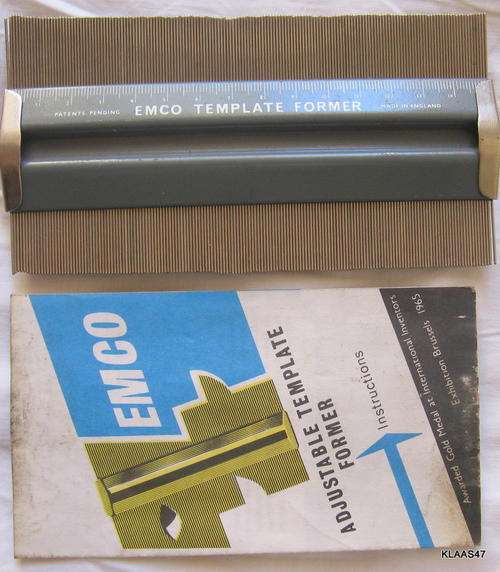 PATENTS PENDING
EMCO TEMPLATE FORMER
MADE IN ENGLAND
EMCO
ADJUSTABLE TEMPLATE
FORMER
Instructions
Awarded Gold Medal at International Inventors
Exhibition Brussels 1965
KLAAS47